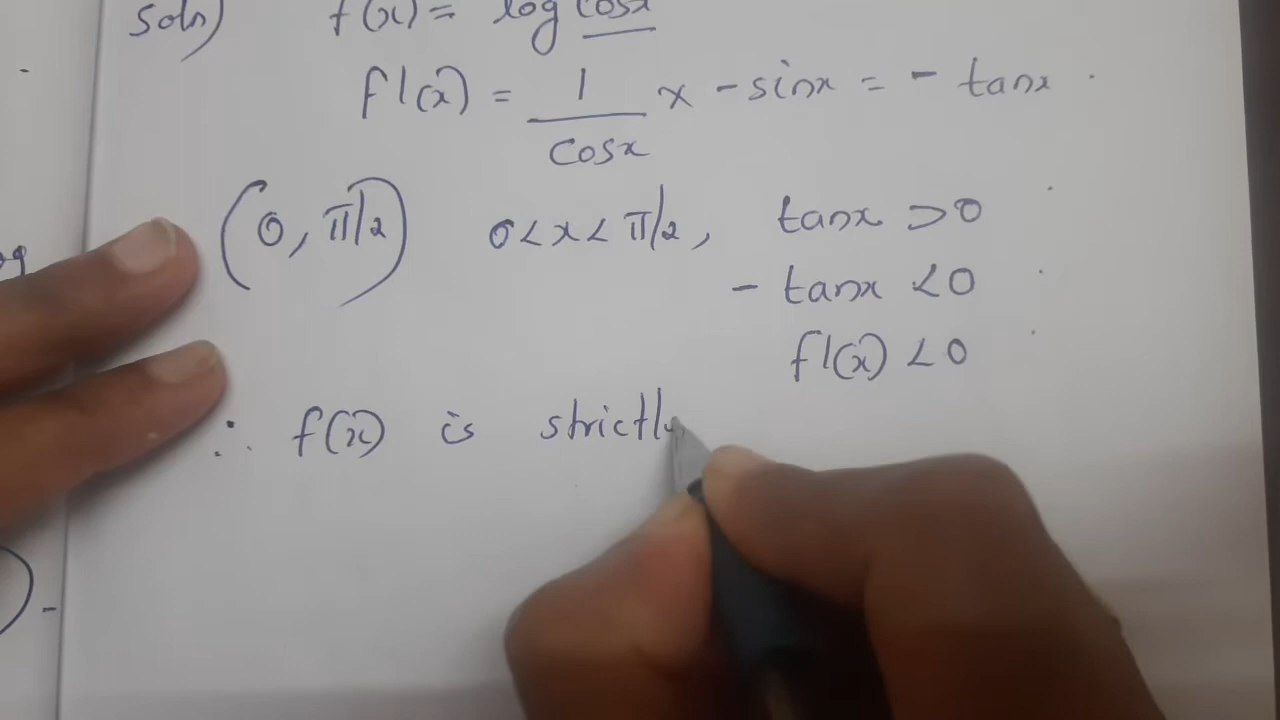 Soln) f(x) = log cosx
f'(x) = 1/cosx x - sinx = - tanx
(0, π/2) 0 < x < π/2, tanx > 0
- tanx < 0
f'(x) < 0
∴ f(x) is strictly